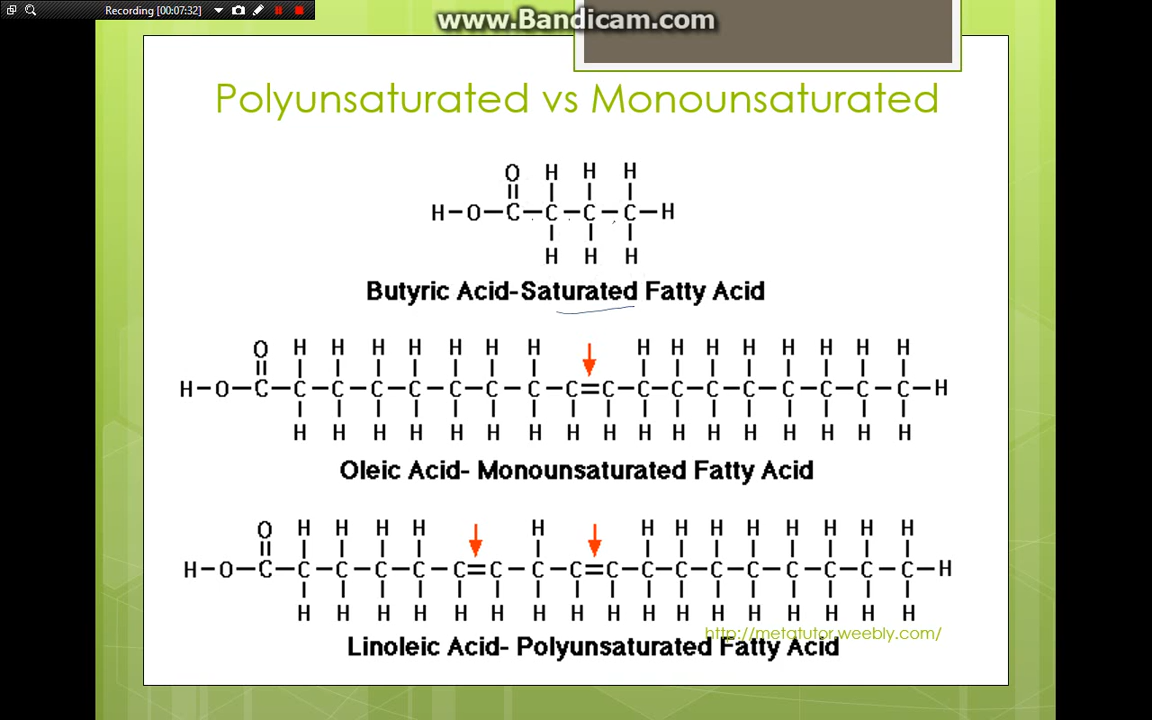 Recording [00:07:32]
www.Bandicam.com
Polyunsaturated vs Monounsaturated
O H H H
H-O-C-C-C-C-H
H H H
Butyric Acid-Saturated Fatty Acid
O H H H H H H H H H H H H H H H
H-O-C-C-C-C-C-C-C-C-C=C-C-C-C-C-C-C-C-C-H
H H H H H H H H H H H H H H H H H
Oleic Acid- Monounsaturated Fatty Acid
O H H H H H H H H H H H H H
H-O-C-C-C-C-C-C=C-C-C=C-C-C-C-C-C-C-C-C-H
H H H H H H H H H H H H H H H H H
http://metatutor.weebly.com/
Linoleic Acid- Polyunsaturated Fatty Acid